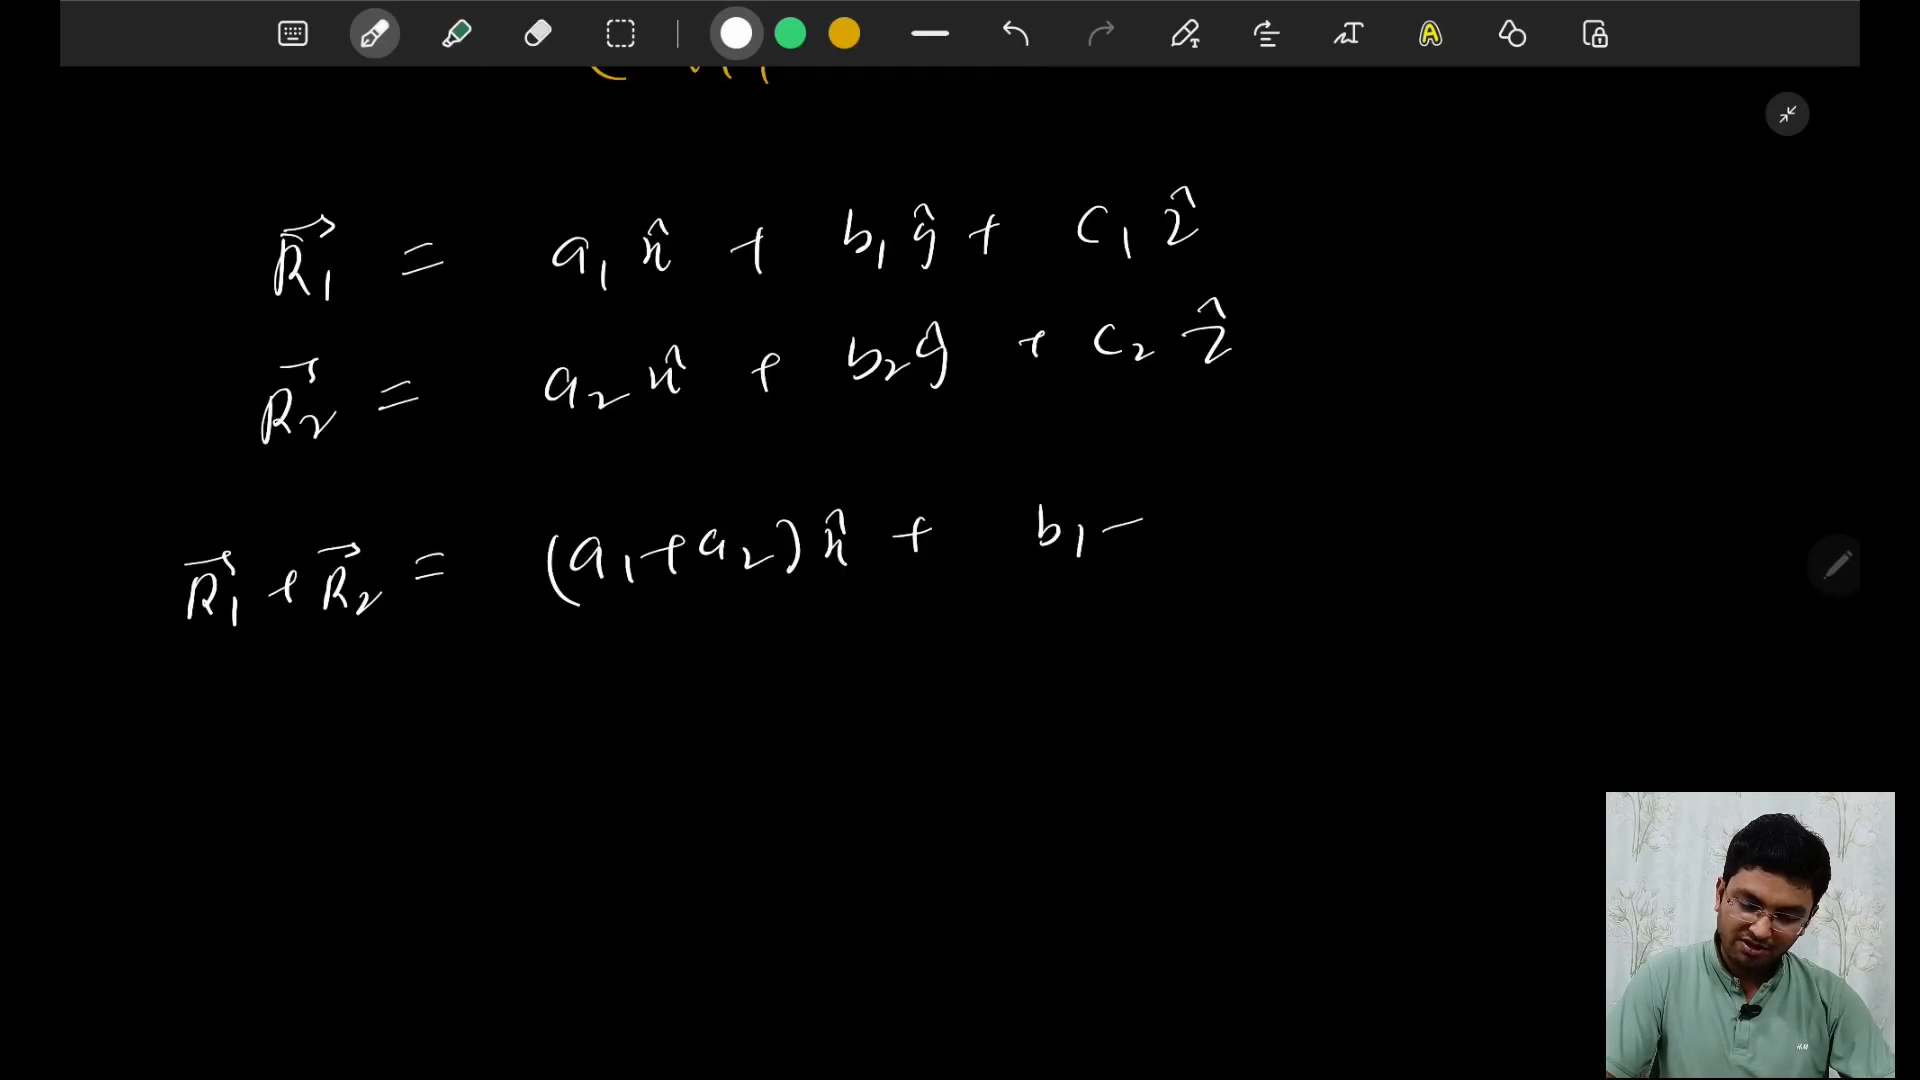 R⃗₁ = a₁ x̂ + b₁ ŷ + c₁ ẑ
R⃗₂ = a₂ x̂ + b₂ ŷ + c₂ ẑ
R⃗₁ + R⃗₂ = (a₁+a₂) x̂ + b₁ –